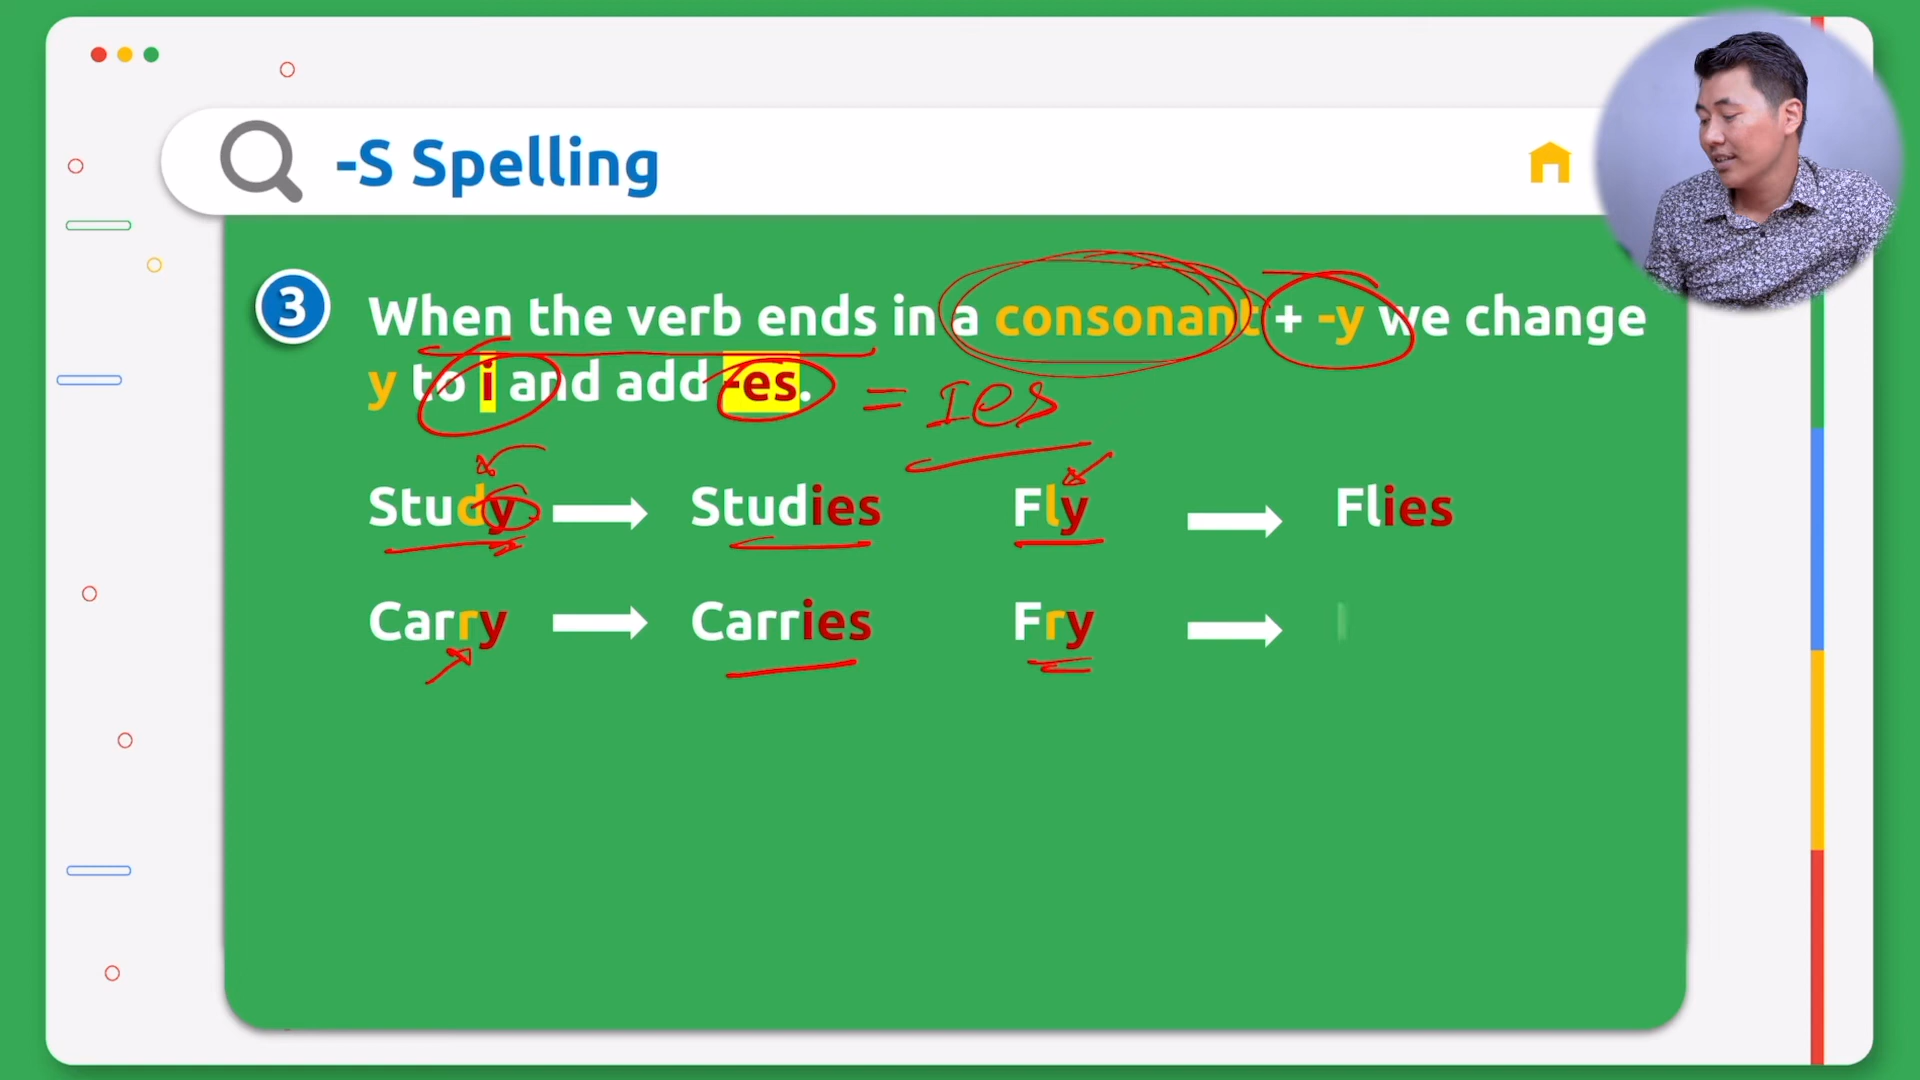 -S Spelling
3 When the verb ends in a consonant + -y we change
y to i and add -es. = Ies
Study Studies Fly Flies
Carry Carries Fry